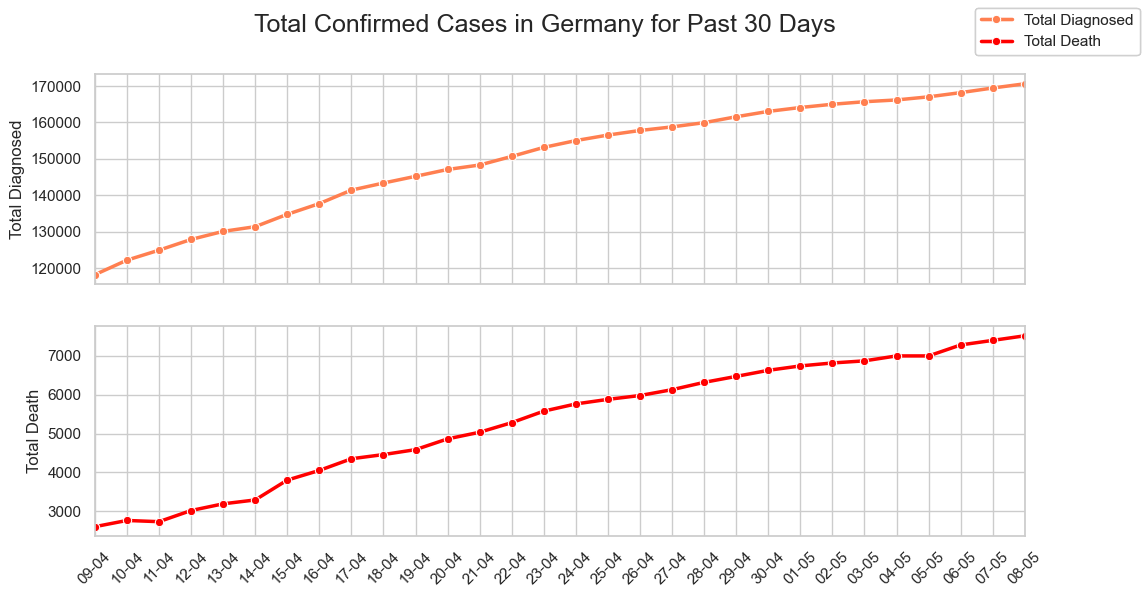 Total Confirmed Cases in Germany for Past 30 Days
Total Diagnosed
Total Death
Total Diagnosed
170000
160000
150000
140000
130000
120000
Total Death
7000
6000
5000
4000
3000
09-04 10-04 11-04 12-04 13-04 14-04 15-04 16-04 17-04 18-04 19-04 20-04 21-04 22-04 23-04 24-04 25-04 26-04 27-04 28-04 29-04 30-04 01-05 02-05 03-05 04-05 05-05 06-05 07-05 08-05